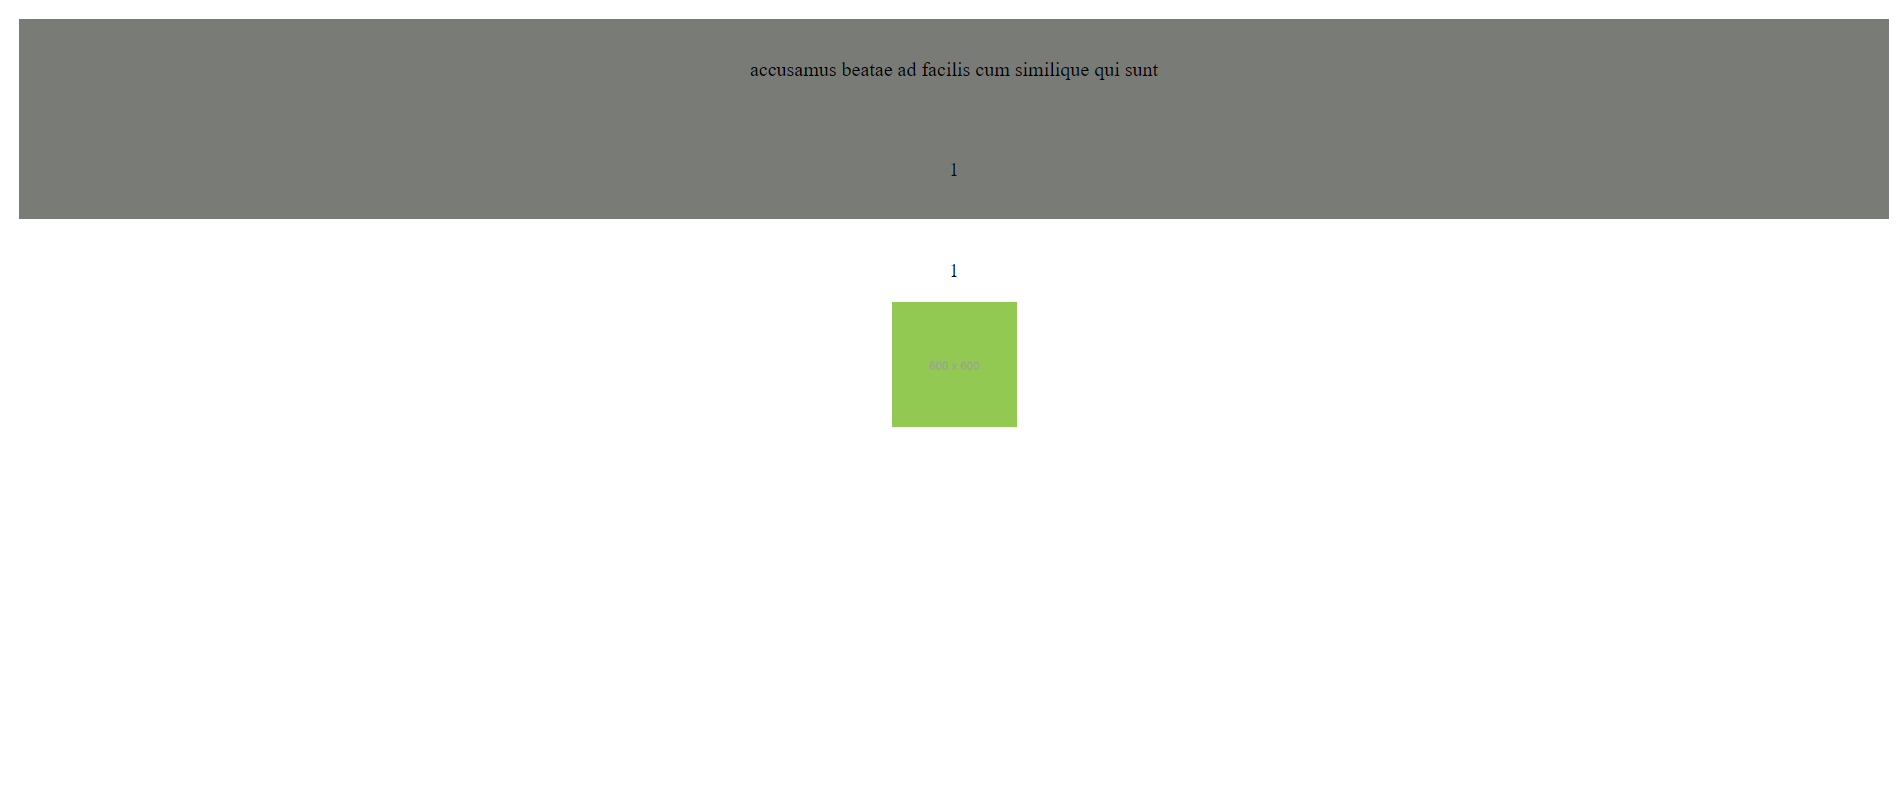 accusamus beatae ad facilis cum similique qui sunt
1
1
600 x 600